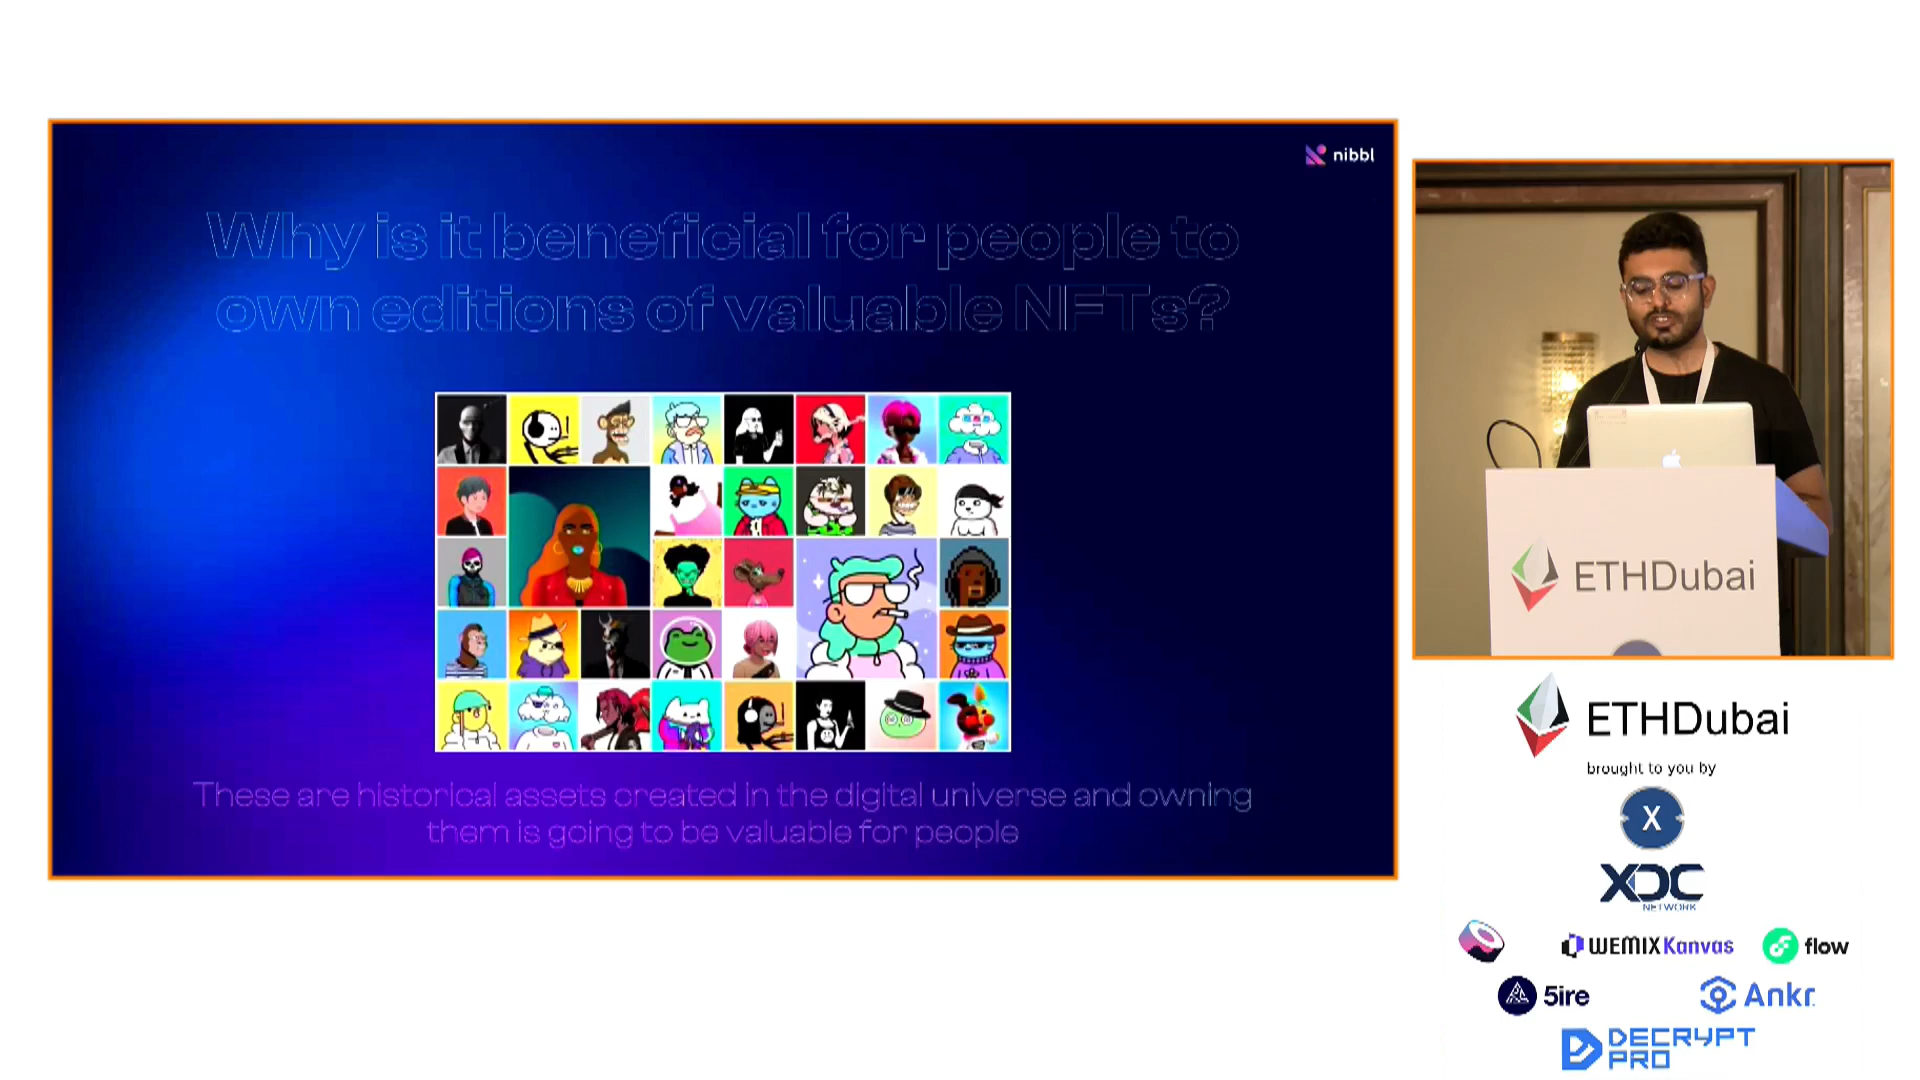 nibbl
Why is it beneficial for people to
own editions of valuable NFTs?
These are historical assets created in the digital universe and owning
them is going to be valuable for people
ETHDubai
ETHDubai
brought to you by
X
XDC
NETWORK
WEMIX Kanvas
flow
5ire
Ankr
DECRYPT
PRO